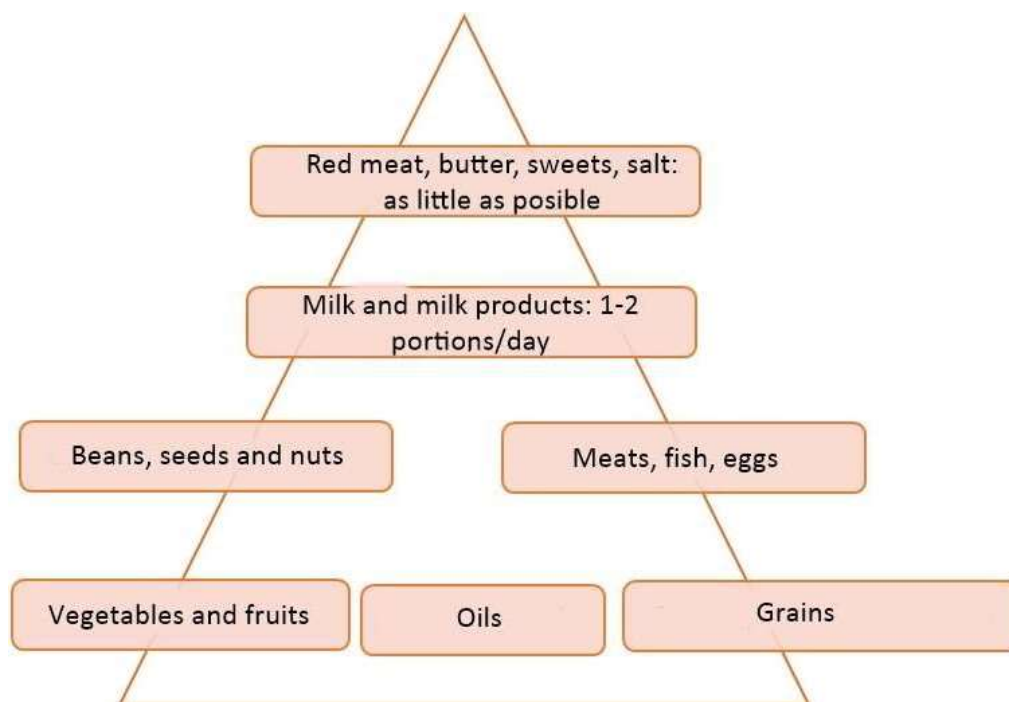 Red meat, butter, sweets, salt:
as little as posible
Milk and milk products: 1-2
portions/day
Beans, seeds and nuts
Meats, fish, eggs
Vegetables and fruits
Oils
Grains